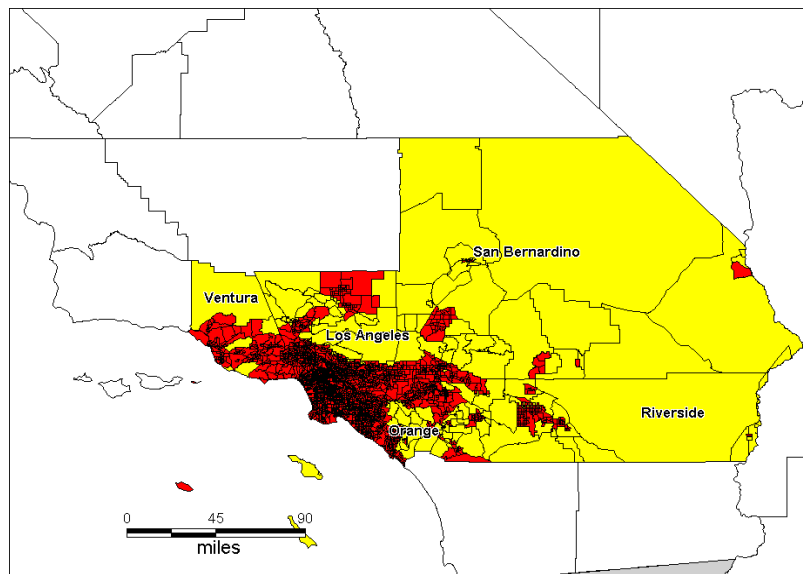 San Bernardino
Ventura
Los Angeles
Riverside
Orange
0 45 90
miles